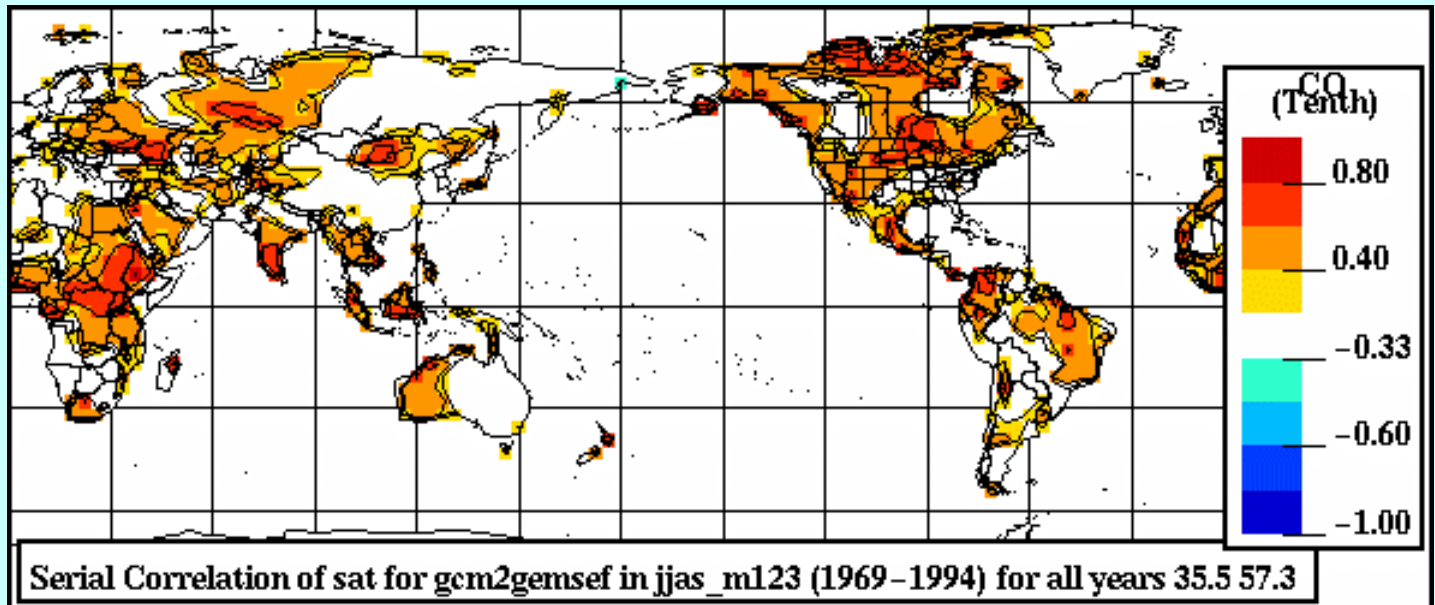 CO
(Tenth)
0.80
0.40
-0.33
-0.60
-1.00
Serial Correlation of sat for gcm2gemsef in jjas_m123 (1969-1994) for all years 35.5 57.3